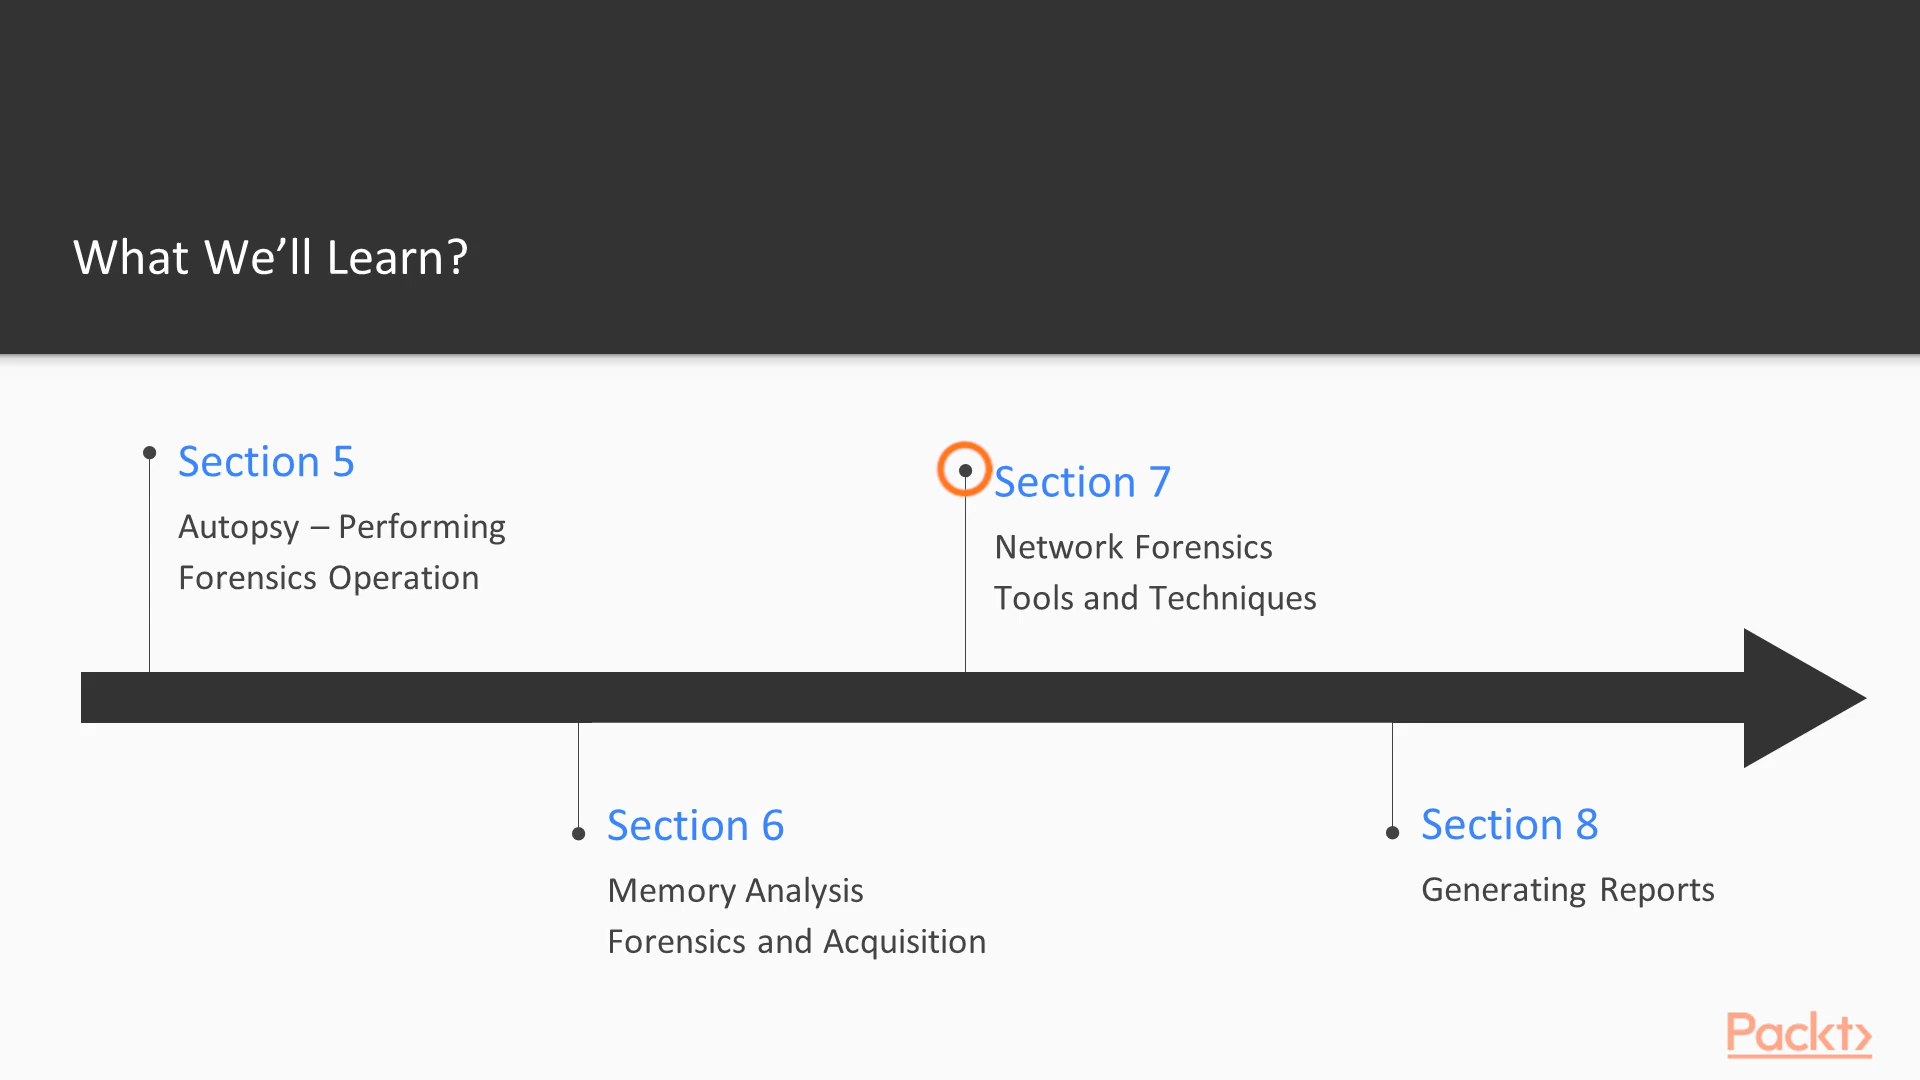 What We’ll Learn?
Section 5
Autopsy – Performing
Forensics Operation
Section 7
Network Forensics
Tools and Techniques
Section 6
Memory Analysis
Forensics and Acquisition
Section 8
Generating Reports
Packt>